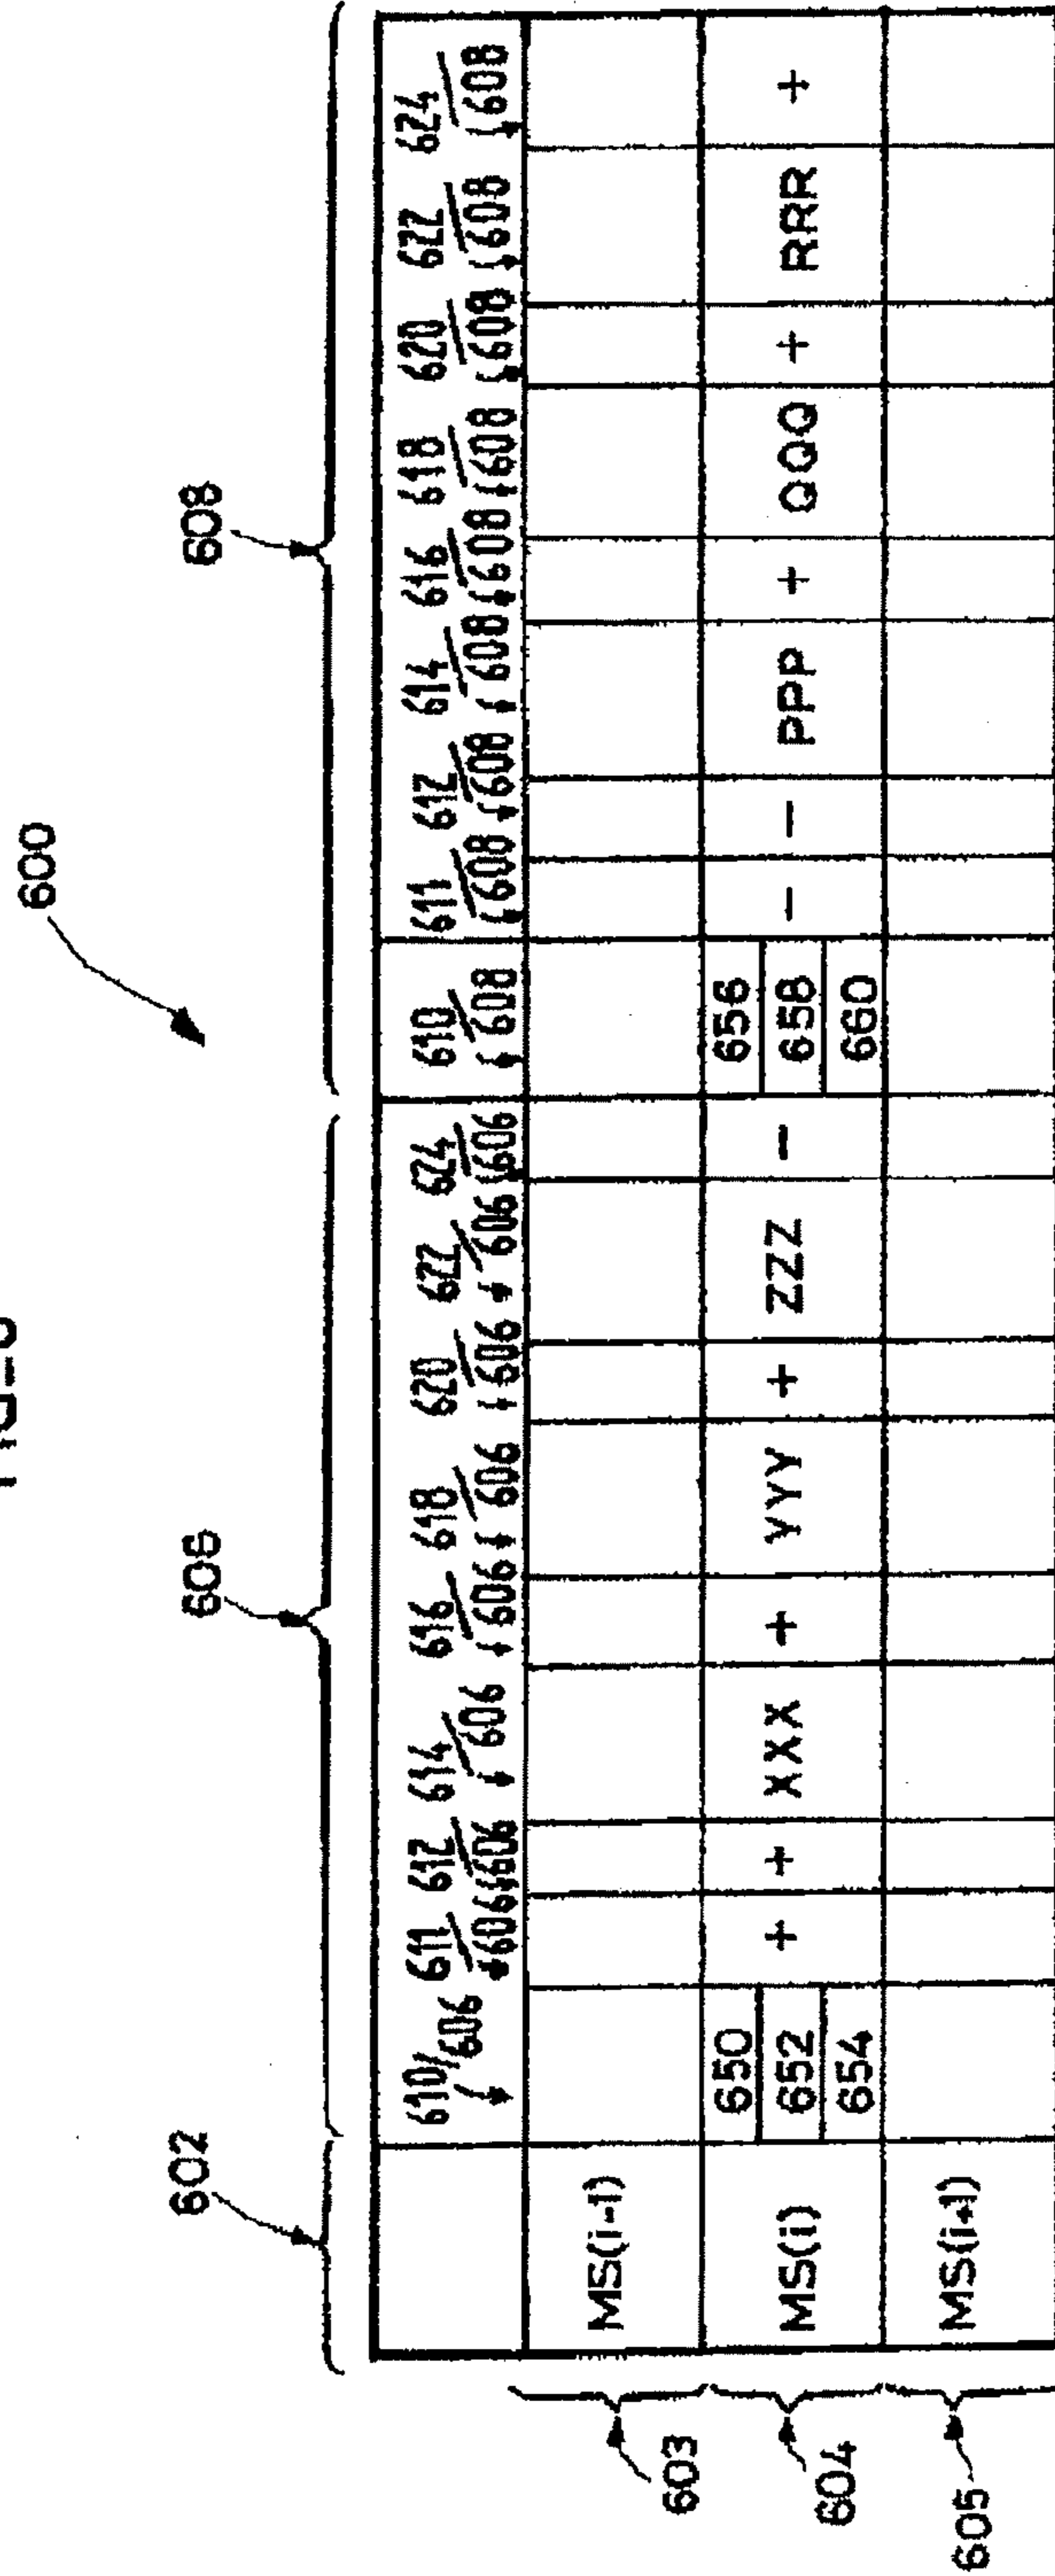 600
602 606 608
610/606 611/606 612/606 614/606 616/606 618/606 620/606 622/606 624/606 610/608 611/608 612/608 614/608 616/608 618/608 620/608 622/608 624/608
603 MS(i-1)
604 MS(i) 650 652 654 + + XXX + YYY + ZZZ - 656 658 660 - - PPP + QQQ + RRR +
605 MS(i+1)